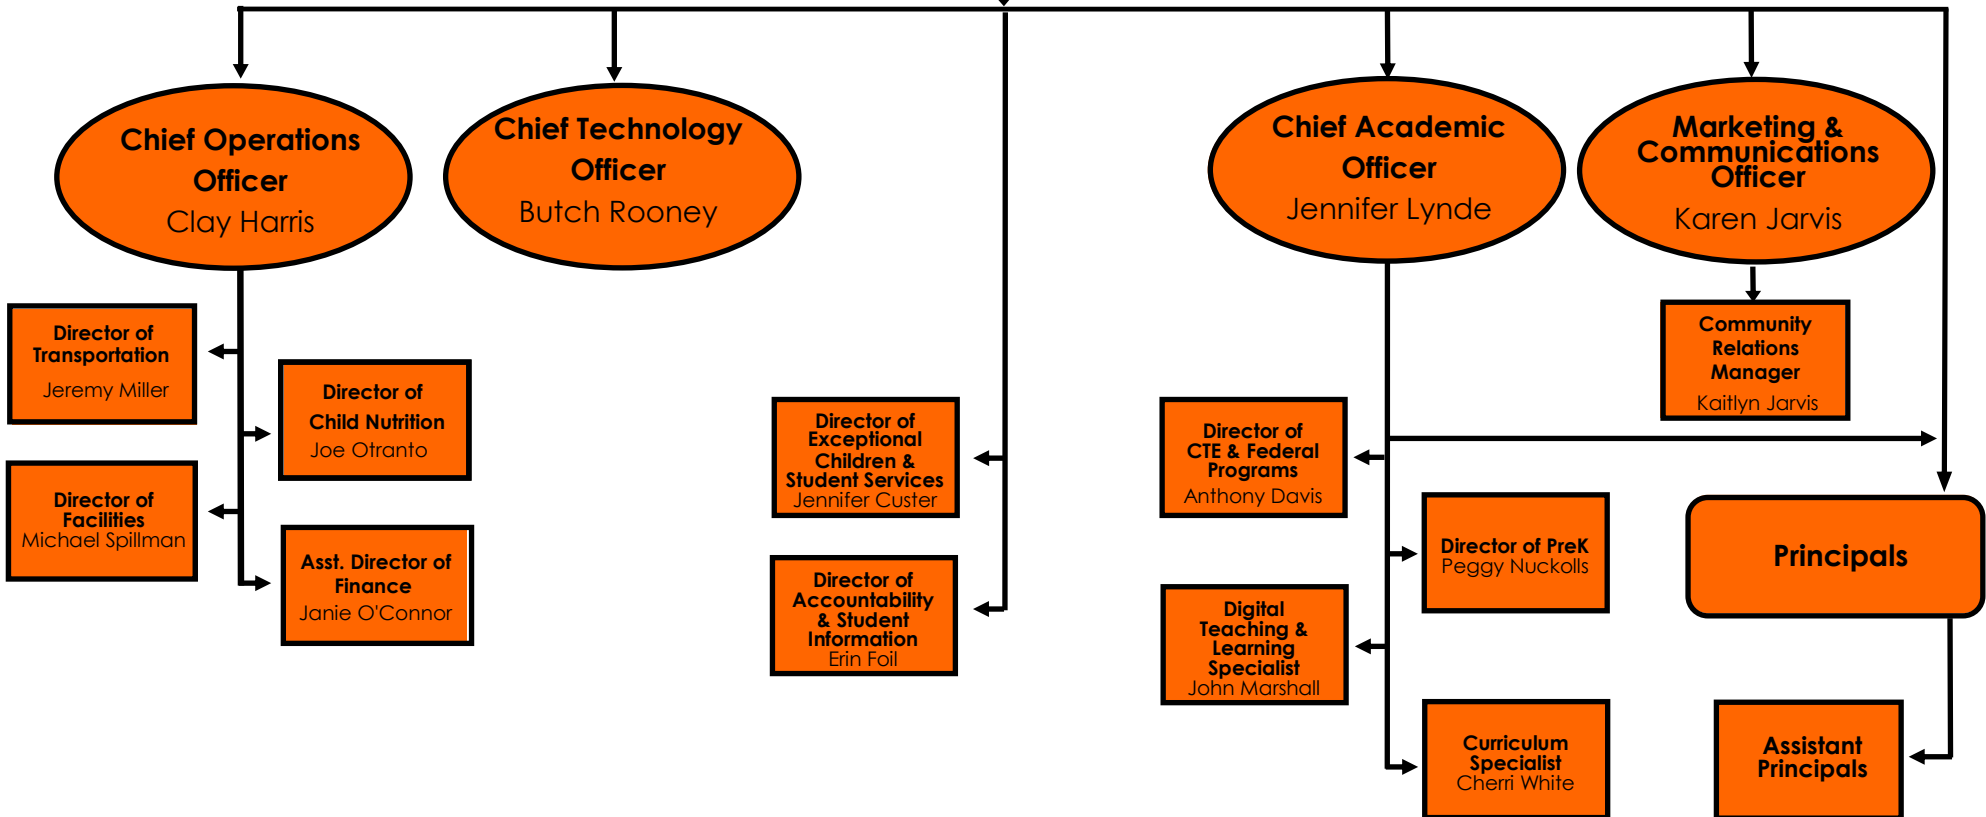 Chief Operations
Officer
Clay Harris
Chief Technology
Officer
Butch Rooney
Chief Academic
Officer
Jennifer Lynde
Marketing &
Communications
Officer
Karen Jarvis
Director of
Transportation
Jeremy Miller
Director of
Child Nutrition
Joe Otranto
Director of
Facilities
Michael Spillman
Asst. Director of
Finance
Janie O'Connor
Director of
Exceptional
Children &
Student Services
Jennifer Custer
Director of
Accountability
& Student
Information
Erin Foil
Director of
CTE & Federal
Programs
Anthony Davis
Director of PreK
Peggy Nuckolls
Digital
Teaching &
Learning
Specialist
John Marshall
Curriculum
Specialist
Cherri White
Community
Relations
Manager
Kaitlyn Jarvis
Principals
Assistant
Principals